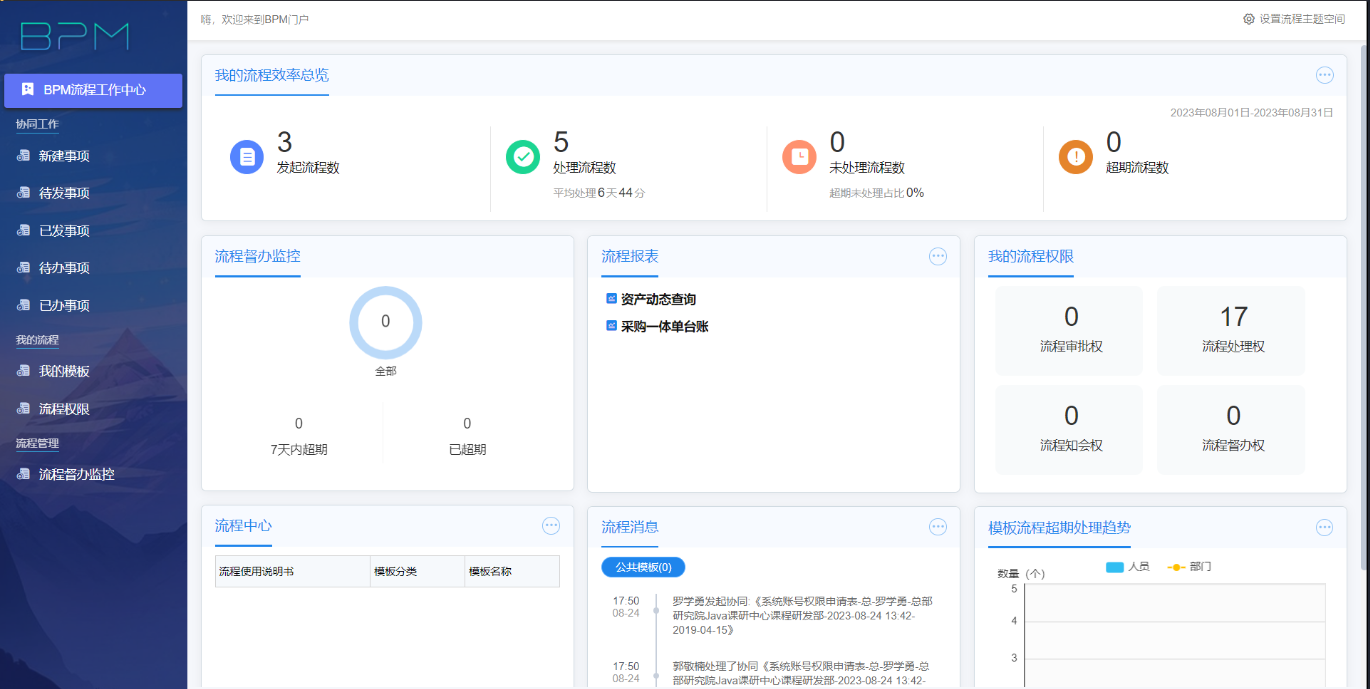 BPM
BPM流程工作中心
协同工作
新建事项
待发事项
已发事项
待办事项
已办事项
我的流程
我的模板
流程权限
流程管理
流程督办监控
嗨，欢迎来到BPM门户
设置流程主题空间
我的流程效率总览
2023年08月01日-2023年08月31日
3
发起流程数
5
处理流程数
平均处理6天44分
0
未处理流程数
超期未处理占比0%
0
超期流程数
流程督办监控
0
全部
0
7天内超期
0
已超期
流程报表
资产动态查询
采购一体单台账
我的流程权限
0
流程审批权
17
流程处理权
0
流程知会权
0
流程督办权
流程中心
流程使用说明书 模板分类 模板名称
流程消息
公共模板(0)
17:50
08-24
罗学勇发起协同:《系统账号权限申请表-总-罗学勇-总部
研究院Java课研中心课程研发部-2023-08-24 13:42-
2019-04-15》
17:50
08-24
郭敬楠处理了协同《系统账号权限申请表-总-罗学勇-总
部研究院Java课研中心课程研发部-2023-08-24 13:42-
模板流程超期处理趋势
人员 部门
数量（个）
5
4
3